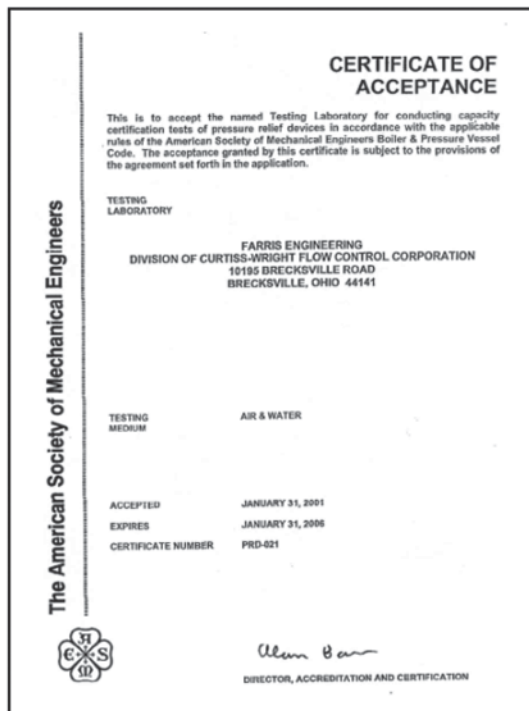 CERTIFICATE OF
ACCEPTANCE
This is to accept the named Testing Laboratory for conducting capacity
certification tests of pressure relief devices in accordance with the applicable
rules of the American Society of Mechanical Engineers Boiler & Pressure Vessel
Code. The acceptance granted by this certificate is subject to the provisions of
the agreement set forth in the application.
TESTING
LABORATORY
FARRIS ENGINEERING
DIVISION OF CURTISS-WRIGHT FLOW CONTROL CORPORATION
10195 BRECKSVILLE ROAD
BRECKSVILLE, OHIO 44141
The American Society of Mechanical Engineers
TESTING
MEDIUM
AIR & WATER
ACCEPTED JANUARY 31, 2001
EXPIRES JANUARY 31, 2006
CERTIFICATE NUMBER PRD-021
A
E S
M
DIRECTOR, ACCREDITATION AND CERTIFICATION